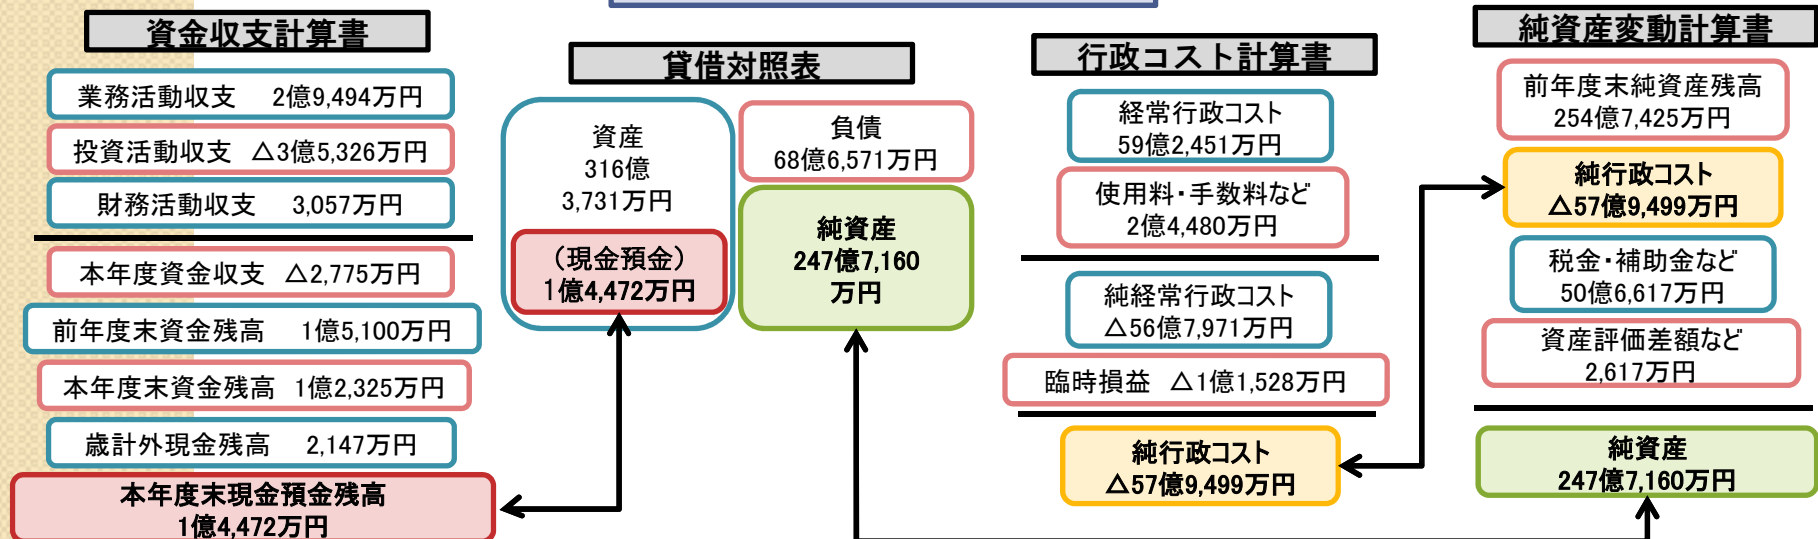 資金収支計算書
業務活動収支 2億9,494万円
投資活動収支 △3億5,326万円
財務活動収支 3,057万円
本年度資金収支 △2,775万円
前年度末資金残高 1億5,100万円
本年度末資金残高 1億2,325万円
歳計外現金残高 2,147万円
本年度末現金預金残高
1億4,472万円
貸借対照表
資産
316億
3,731万円
（現金預金）
1億4,472万円
負債
68億6,571万円
純資産
247億7,160
万円
行政コスト計算書
経常行政コスト
59億2,451万円
使用料・手数料など
2億4,480万円
純経常行政コスト
△56億7,971万円
臨時損益 △1億1,528万円
純行政コスト
△57億9,499万円
純資産変動計算書
前年度末純資産残高
254億7,425万円
純行政コスト
△57億9,499万円
税金・補助金など
50億6,617万円
資産評価差額など
2,617万円
純資産
247億7,160万円